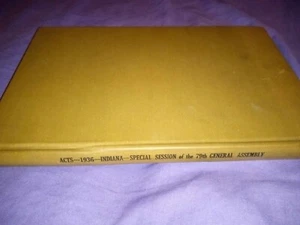 ACTS—1936—INDIANA—SPECIAL SESSION of the 79th GENERAL ASSEMBLY